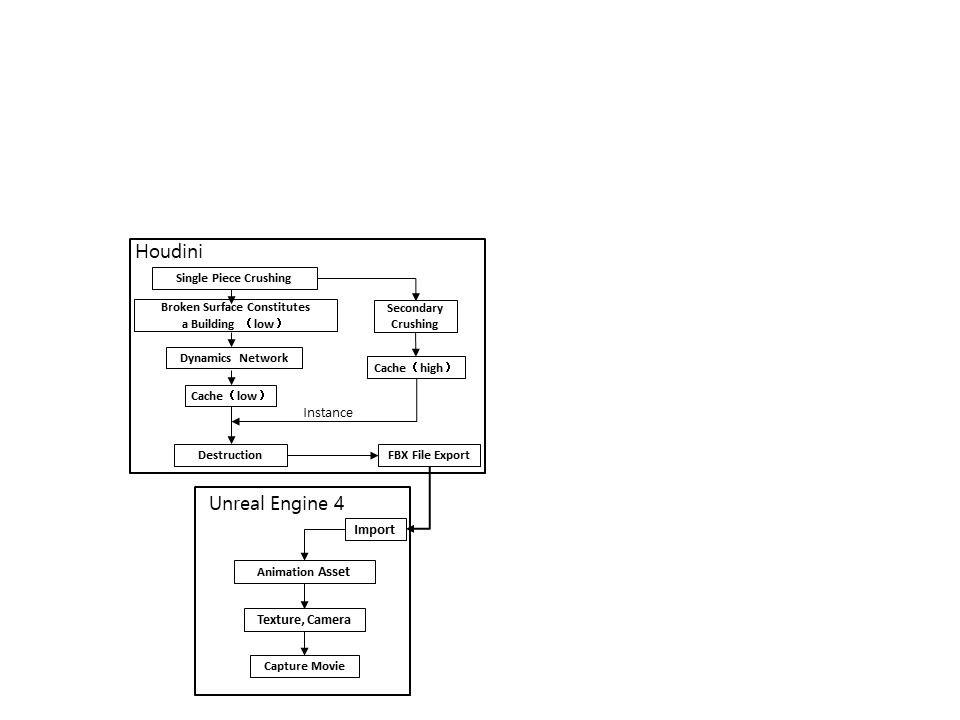 Houdini
Single Piece Crushing
Broken Surface Constitutes
a Building （low）
Secondary
Crushing
Dynamics Network
Cache（high）
Cache（low）
Instance
Destruction
FBX File Export
Unreal Engine 4
Import
Animation Asset
Texture, Camera
Capture Movie